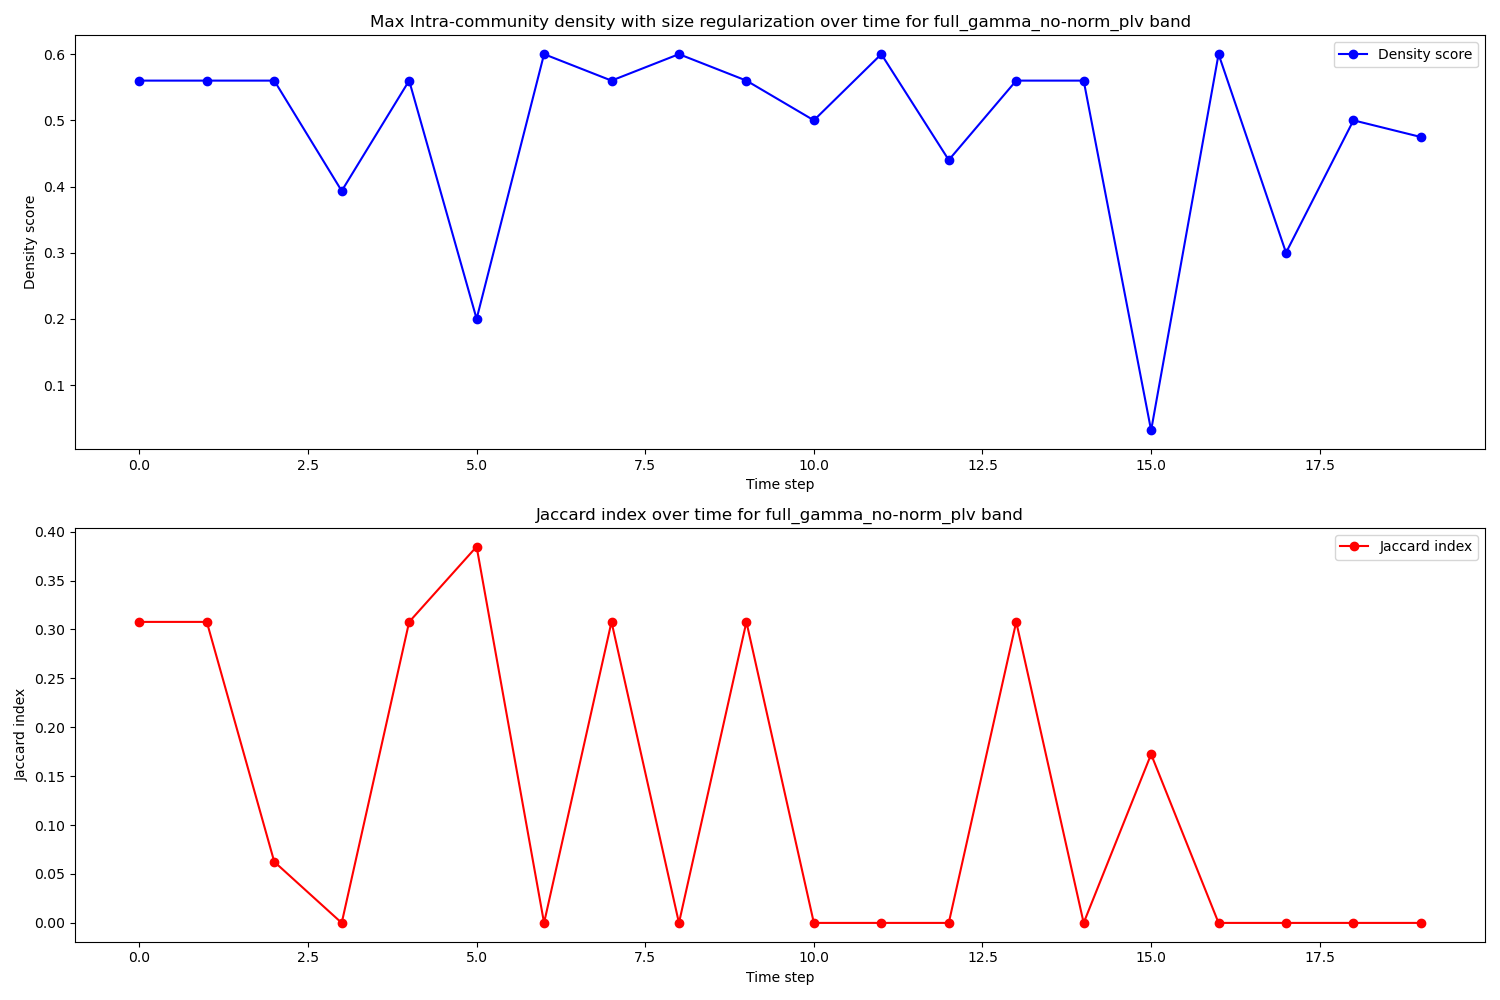 Max Intra-community density with size regularization over time for full_gamma_no-norm_plv band
Density score
0.6
0.5
0.4
0.3
0.2
0.1
Density score
0.0 2.5 5.0 7.5 10.0 12.5 15.0 17.5
Time step
Jaccard index over time for full_gamma_no-norm_plv band
Jaccard index
0.40
0.35
0.30
0.25
0.20
0.15
0.10
0.05
0.00
Jaccard index
0.0 2.5 5.0 7.5 10.0 12.5 15.0 17.5
Time step